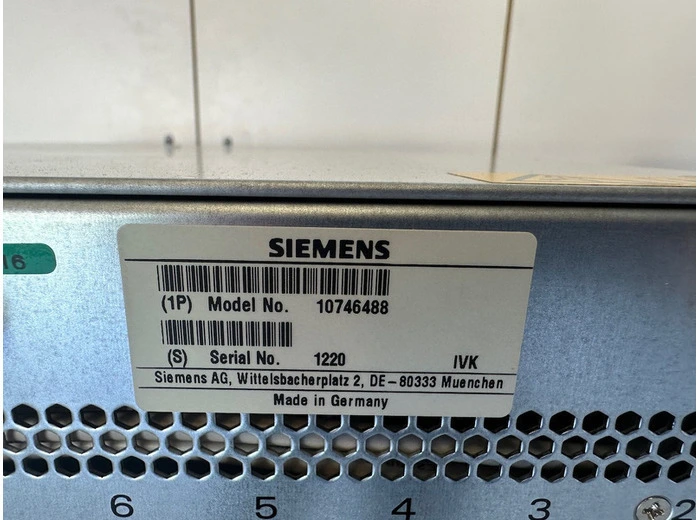 SIEMENS
16
(1P) Model No. 10746488
(S) Serial No. 1220 IVK
Siemens AG, Wittelsbacherplatz 2, DE-80333 Muenchen
Made in Germany
6 5 4 3 2